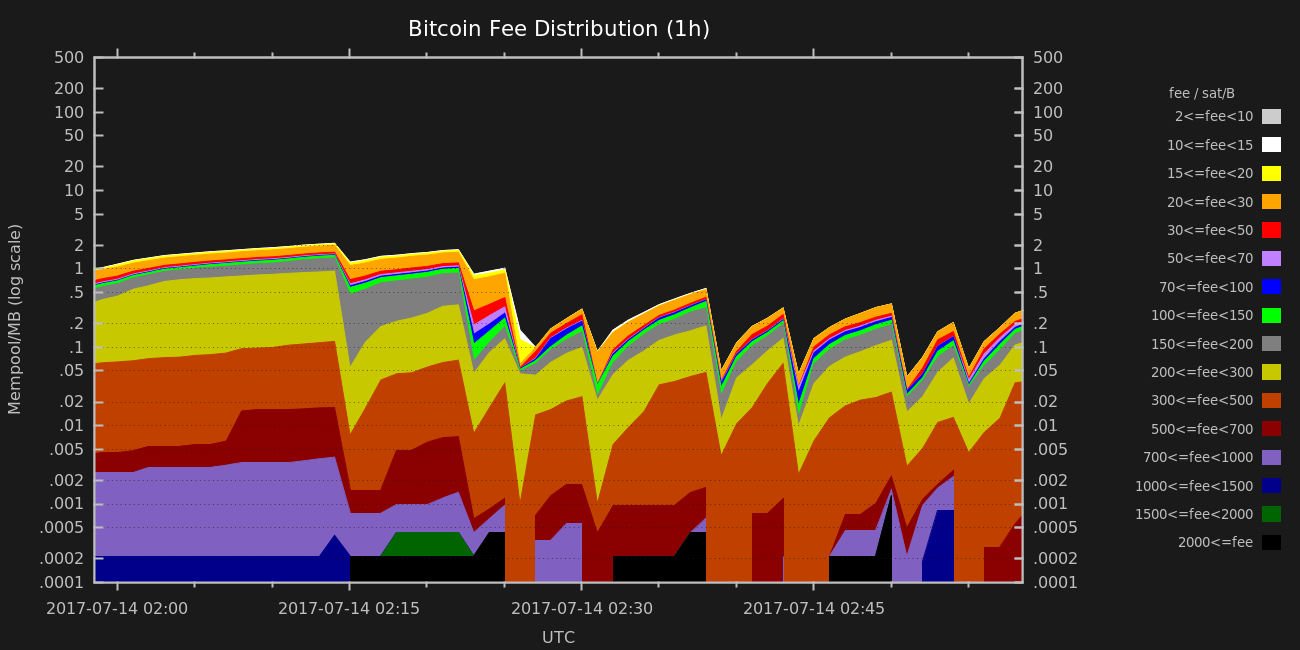 Bitcoin Fee Distribution (1h)
500
200
100
50
20
10
5
2
1
.5
.2
.1
.05
.02
.01
.005
.002
.001
.0005
.0002
.0001
Mempool/MB (log scale)
500
200
100
50
20
10
5
2
1
.5
.2
.1
.05
.02
.01
.005
.002
.001
.0005
.0002
.0001
2017-07-14 02:00
2017-07-14 02:15
2017-07-14 02:30
2017-07-14 02:45
UTC
fee / sat/B
2<=fee<10
10<=fee<15
15<=fee<20
20<=fee<30
30<=fee<50
50<=fee<70
70<=fee<100
100<=fee<150
150<=fee<200
200<=fee<300
300<=fee<500
500<=fee<700
700<=fee<1000
1000<=fee<1500
1500<=fee<2000
2000<=fee